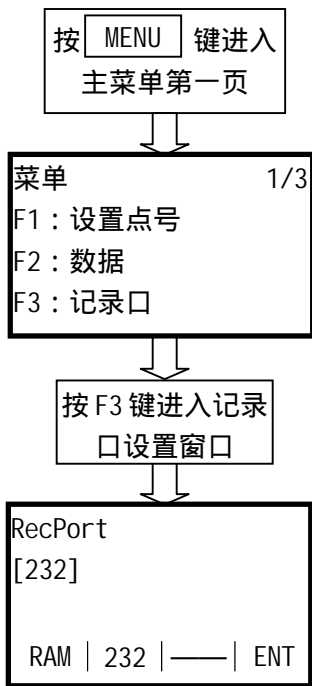 按 MENU 键进入
主菜单第一页
菜单 1/3
F1：设置点号
F2：数据
F3：记录口
按 F3 键进入记录
口设置窗口
RecPort
[232]
RAM | 232 |——| ENT